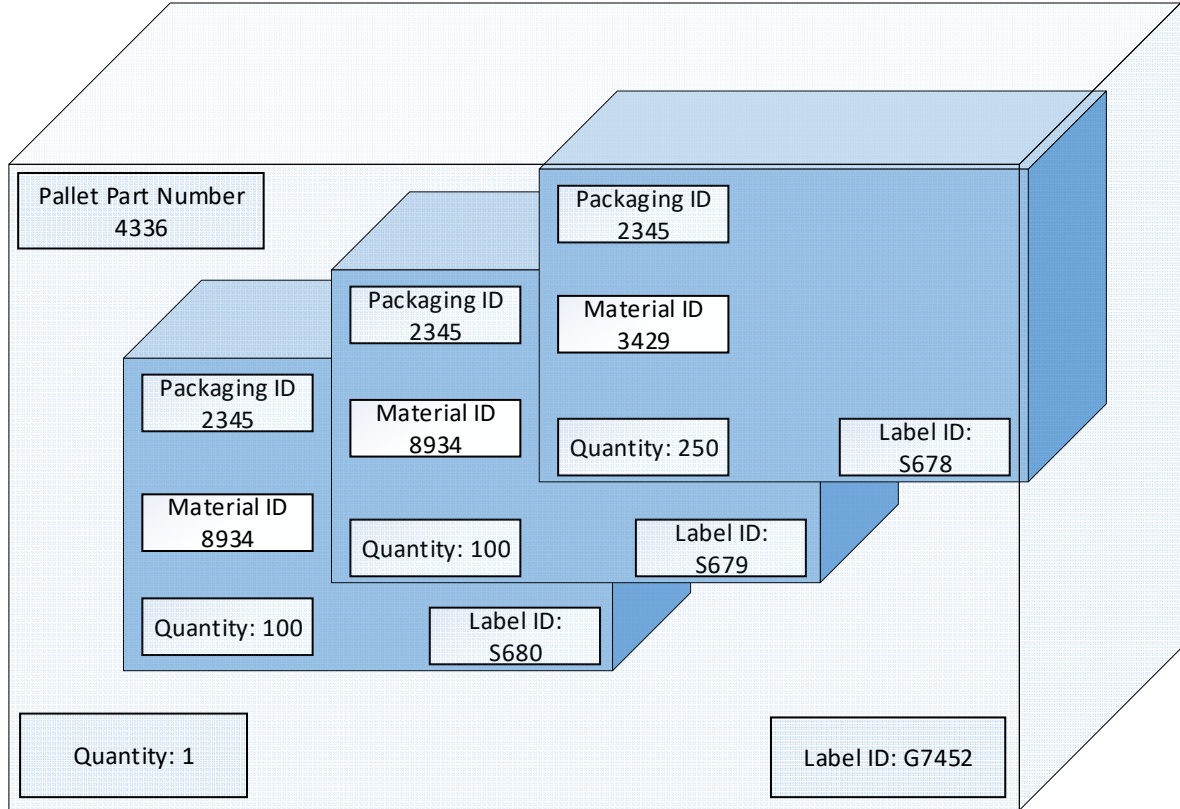 Pallet Part Number
4336
Packaging ID
2345
Material ID
3429
Quantity: 250
Label ID:
S678
Packaging ID
2345
Material ID
8934
Quantity: 100
Label ID:
S679
Packaging ID
2345
Material ID
8934
Quantity: 100
Label ID:
S680
Quantity: 1
Label ID: G7452